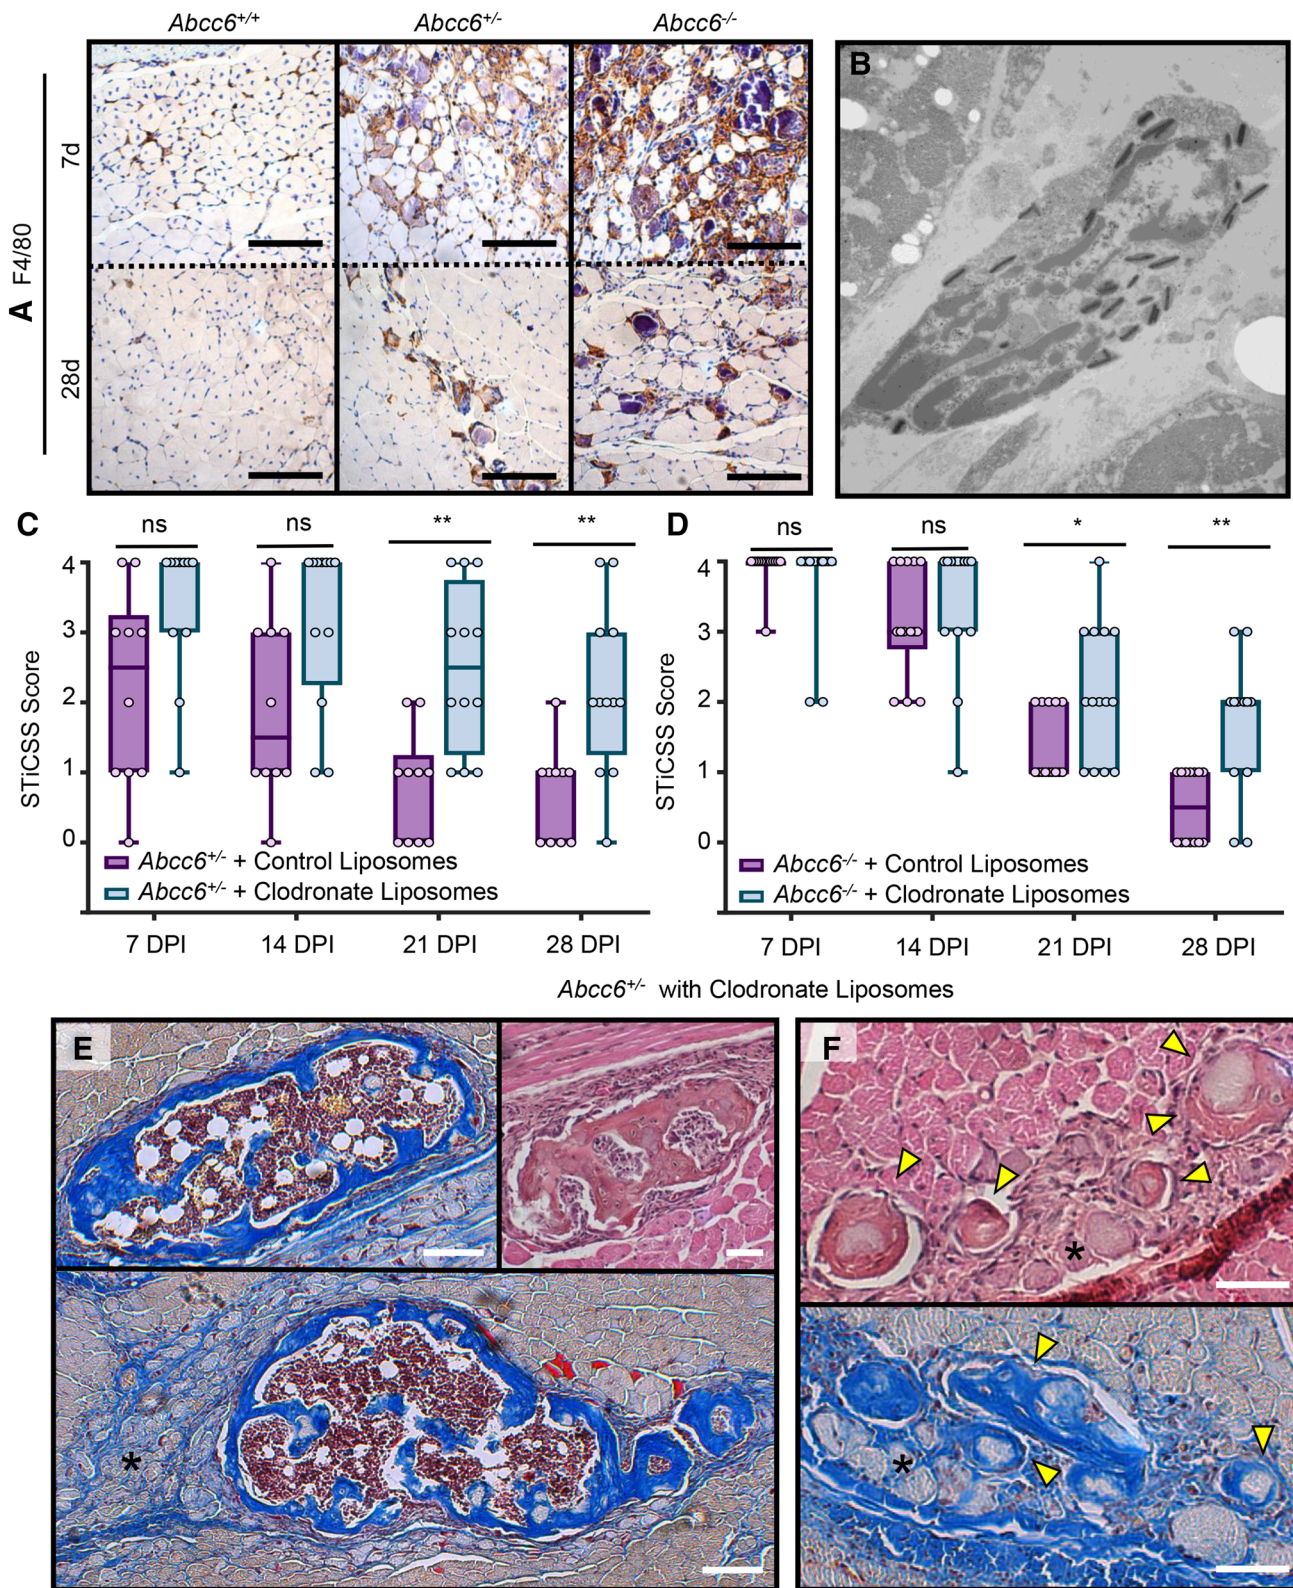 Abcc6+/+ Abcc6+/- Abcc6-/-
A F4/80
7d
28d
B
C
ns ns ** **
STiCSS Score
4
3
2
1
0
Abcc6+/- + Control Liposomes
Abcc6+/- + Clodronate Liposomes
7 DPI 14 DPI 21 DPI 28 DPI
D
ns ns * **
STiCSS Score
4
3
2
1
0
Abcc6-/- + Control Liposomes
Abcc6-/- + Clodronate Liposomes
7 DPI 14 DPI 21 DPI 28 DPI
Abcc6+/- with Clodronate Liposomes
E
*
F
*
*